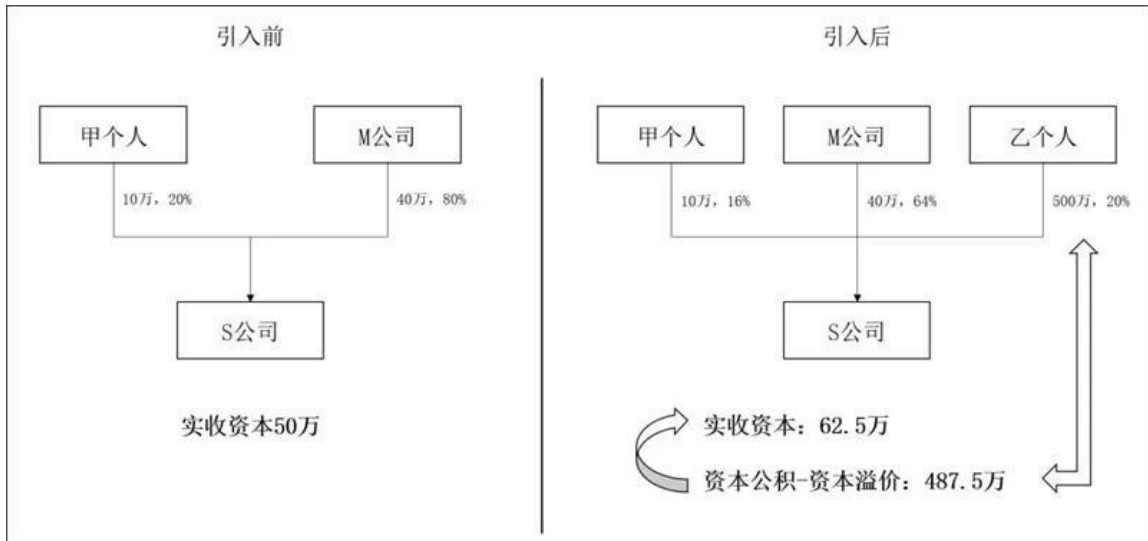 引入前
甲个人
M公司
10万，20%
40万，80%
S公司
实收资本50万
引入后
甲个人
M公司
乙个人
10万，16%
40万，64%
500万，20%
S公司
实收资本：62.5万
资本公积-资本溢价：487.5万